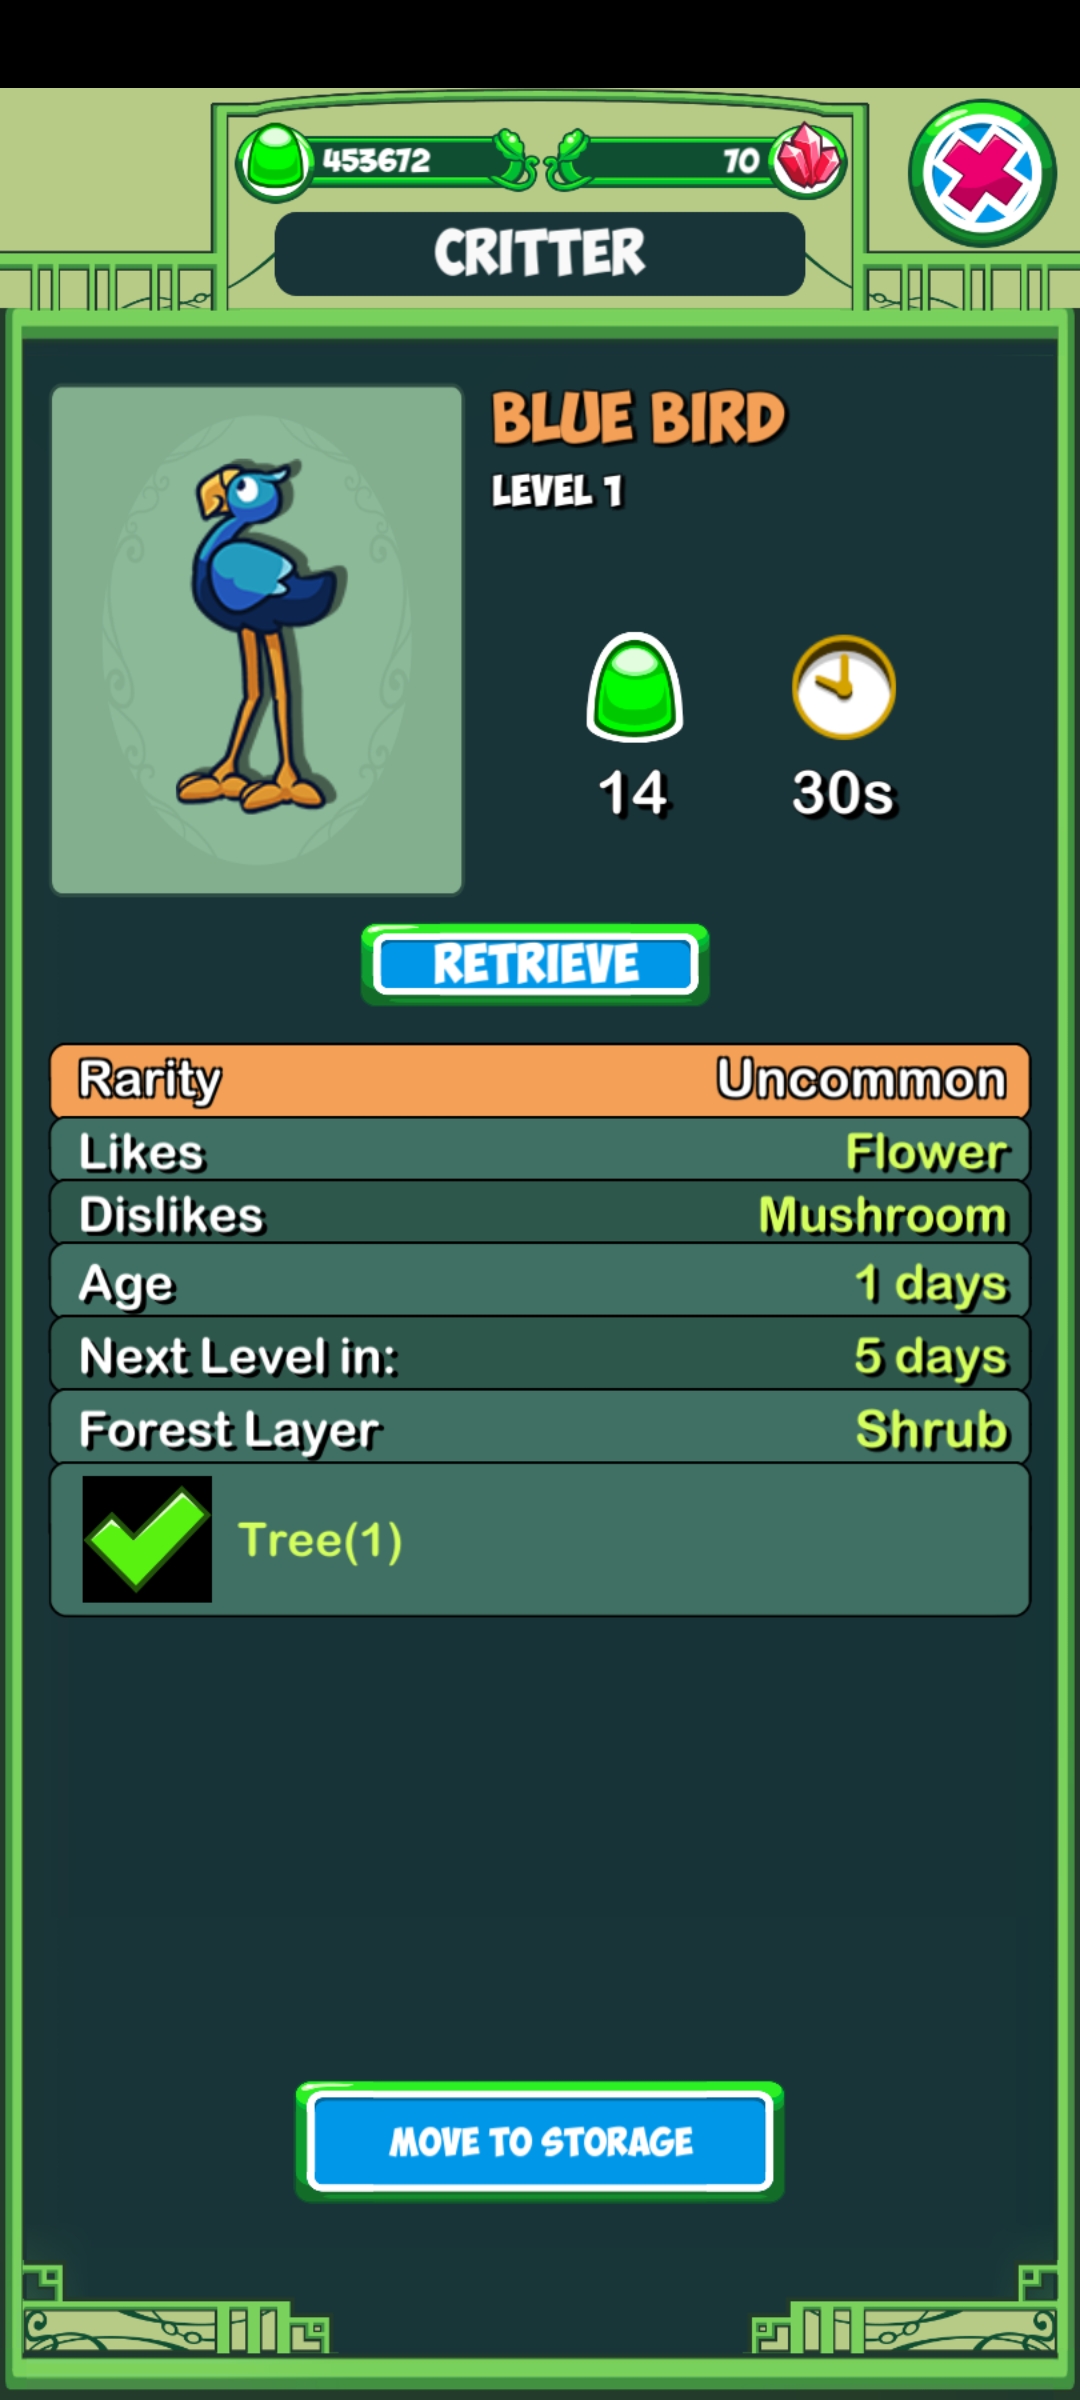 453672
70
CRITTER
BLUE BIRD
LEVEL 1
14
30s
RETRIEVE
Rarity Uncommon
Likes Flower
Dislikes Mushroom
Age 1 days
Next Level in: 5 days
Forest Layer Shrub
Tree(1)
MOVE TO STORAGE